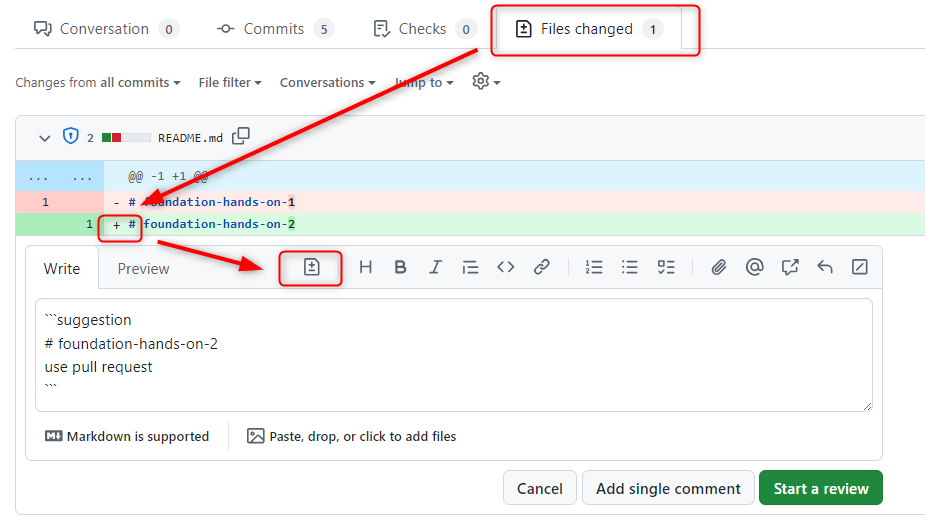 Conversation 0 Commits 5 Checks 0 Files changed 1
Changes from all commits File filter Conversations Jump to
2 README.md
... ... @@ -1 +1 @@
1 - # foundation-hands-on-1
1 + # foundation-hands-on-2
Write Preview
```suggestion
# foundation-hands-on-2
use pull request
```
Markdown is supported Paste, drop, or click to add files
Cancel Add single comment Start a review